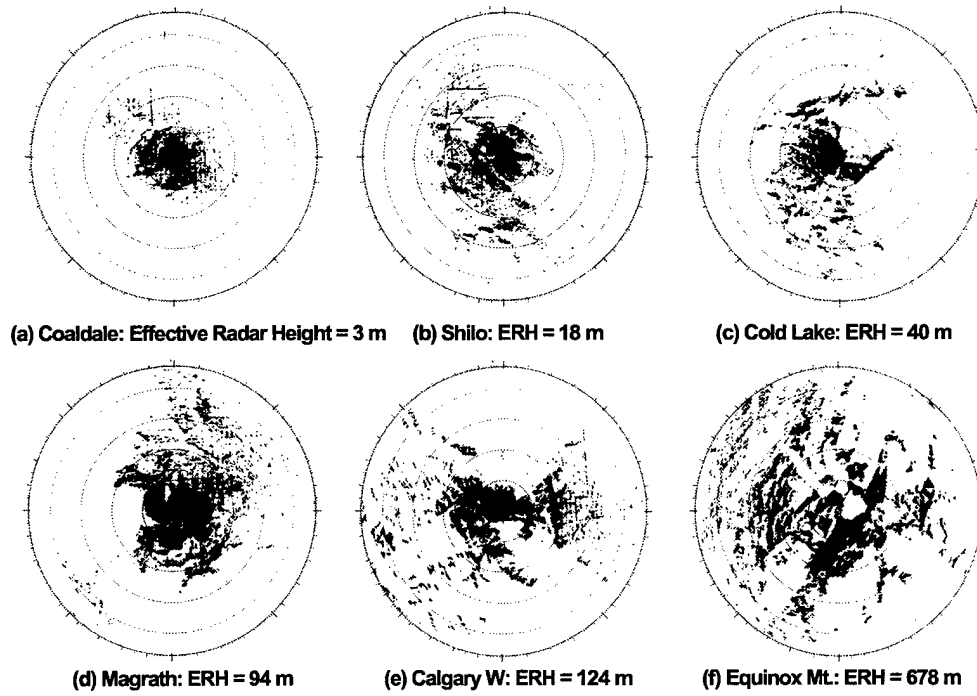 (a) Coaldale: Effective Radar Height = 3 m
(b) Shilo: ERH = 18 m
(c) Cold Lake: ERH = 40 m
(d) Magrath: ERH = 94 m
(e) Calgary W: ERH = 124 m
(f) Equinox Mt.: ERH = 678 m